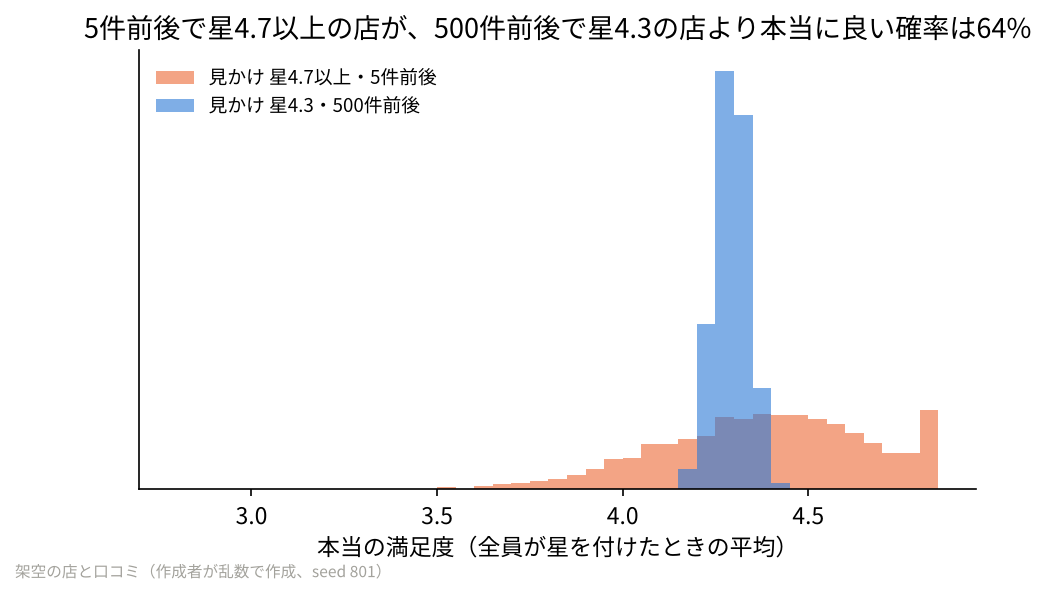 5件前後で星4.7以上の店が、500件前後で星4.3の店より本当に良い確率は64%
見かけ 星4.7以上・5件前後
見かけ 星4.3・500件前後
3.0 3.5 4.0 4.5
本当の満足度（全員が星を付けたときの平均）
架空の店と口コミ（作成者が乱数で作成、seed 801）